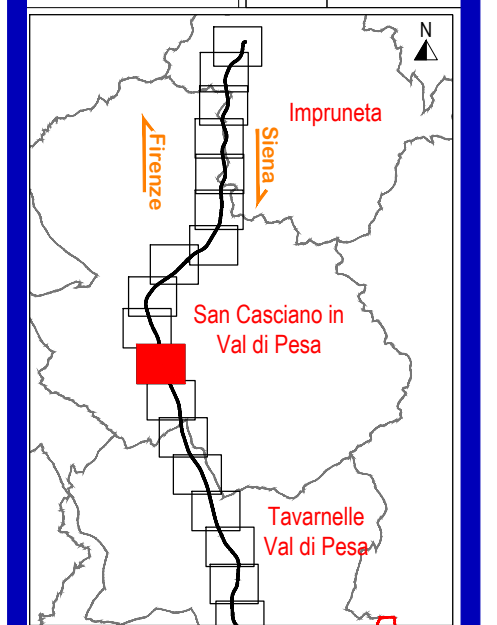 N
Impruneta
Firenze
Siena
San Casciano in
Val di Pesa
Tavarnelle
Val di Pesa